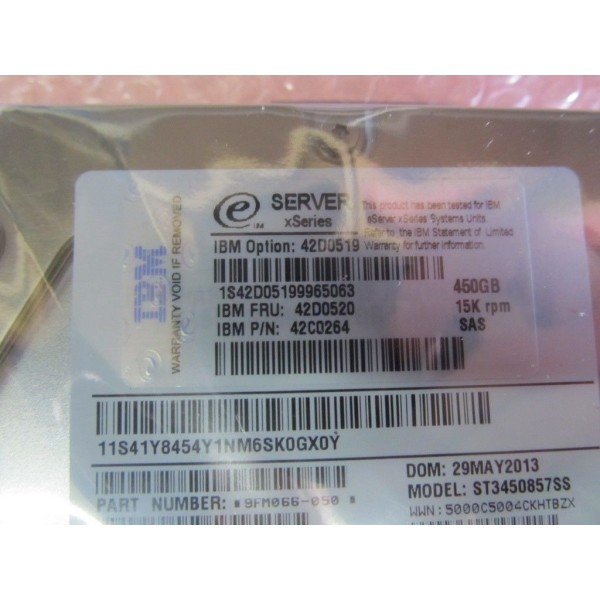 e SERVER
xSeries
IBM
This product has been tested for IBM
eServer xSeries Systems Units.
Refer to the IBM Statement of Limited
Warranty for further information.
IBM Option: 42D0519
1S42D05199965063
IBM FRU: 42D0520
IBM P/N: 42C0264
450GB
15K rpm
SAS
IBM
WARRANTY VOID IF REMOVED
11S41Y8454Y1NM6SK0GX0Y
DOM: 29MAY2013
MODEL: ST3450857SS
PART NUMBER: *9FM066-050 *
WWN:5000C5004CKHTBZX